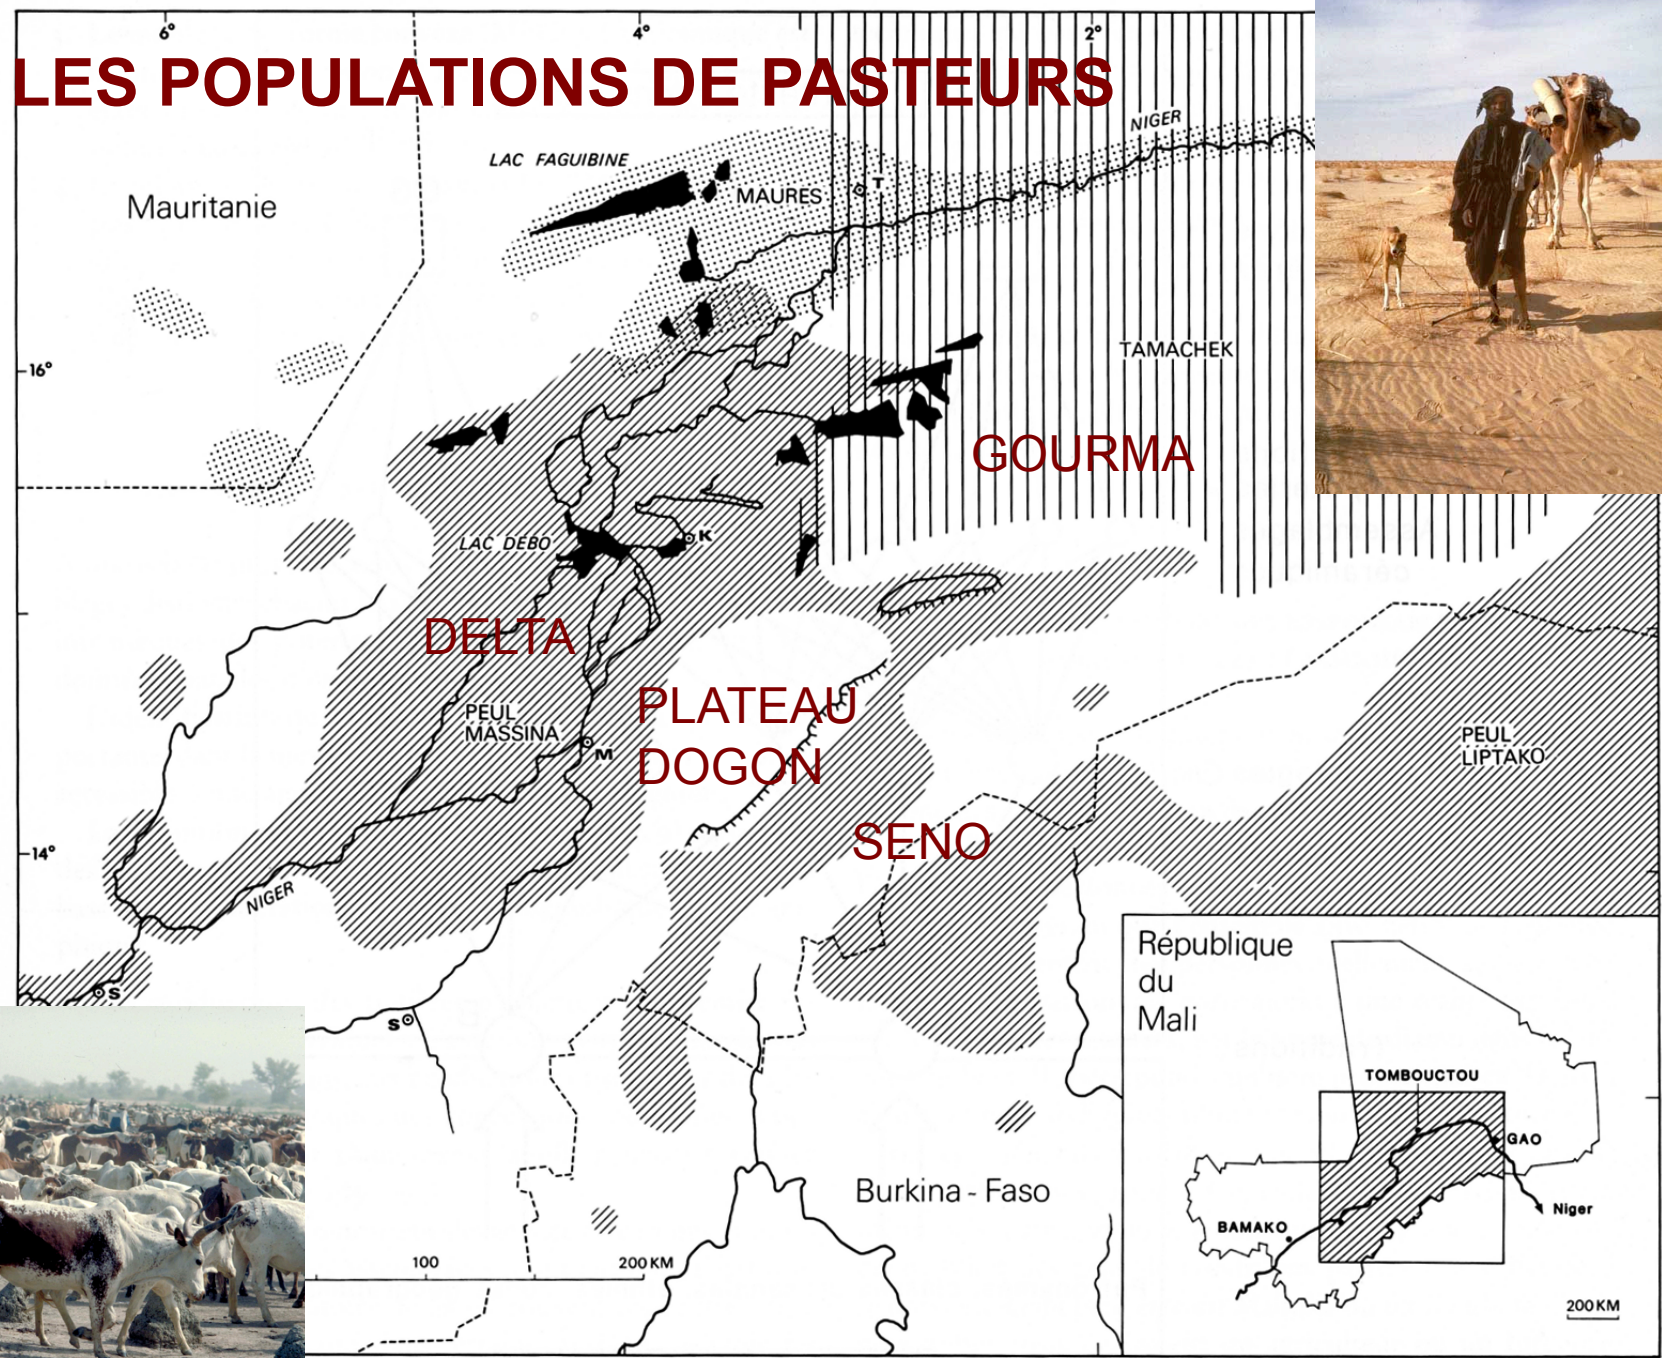 6°
4°
2°
LES POPULATIONS DE PASTEURS
NIGER
LAC FAGUIBINE
MAURES
T
Mauritanie
TAMACHEK
16°
GOURMA
LAC DEBO
K
DELTA
PEUL
MASSINA
M
PLATEAU
DOGON
PEUL
LIPTAKO
SENO
14°
NIGER
S
S
République
du
Mali
TOMBOUCTOU
GAO
Niger
BAMAKO
200 KM
Burkina - Faso
100
200 KM